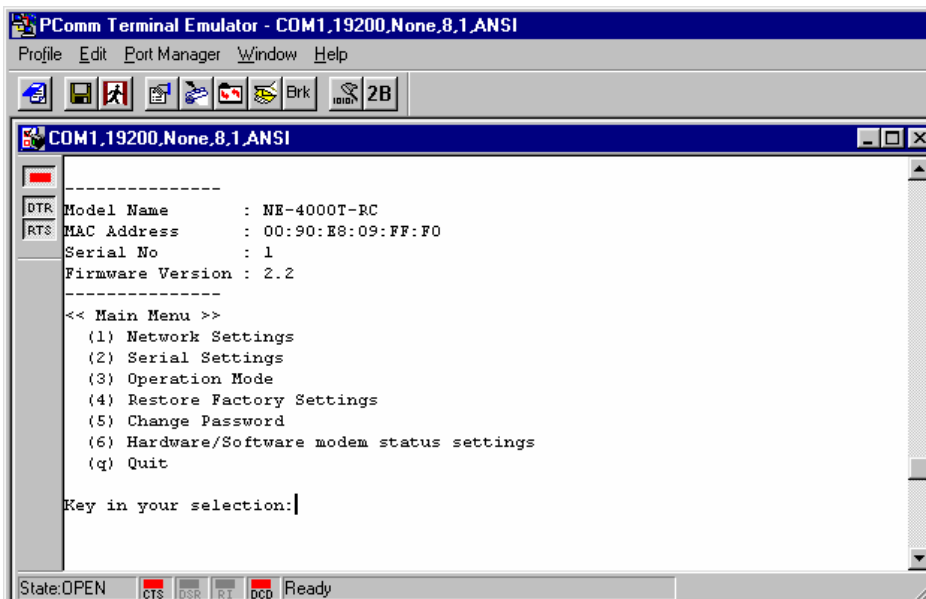 PComm Terminal Emulator - COM1,19200,None,8,1,ANSI
Profile Edit Port Manager Window Help
Brk 2B
COM1,19200,None,8,1,ANSI
DTR
RTS
---------------
Model Name : NE-4000T-RC
MAC Address : 00:90:E8:09:FF:F0
Serial No : 1
Firmware Version : 2.2
---------------
<< Main Menu >>
(1) Network Settings
(2) Serial Settings
(3) Operation Mode
(4) Restore Factory Settings
(5) Change Password
(6) Hardware/Software modem status settings
(q) Quit
Key in your selection:
State:OPEN CTS DSR RI DCD Ready